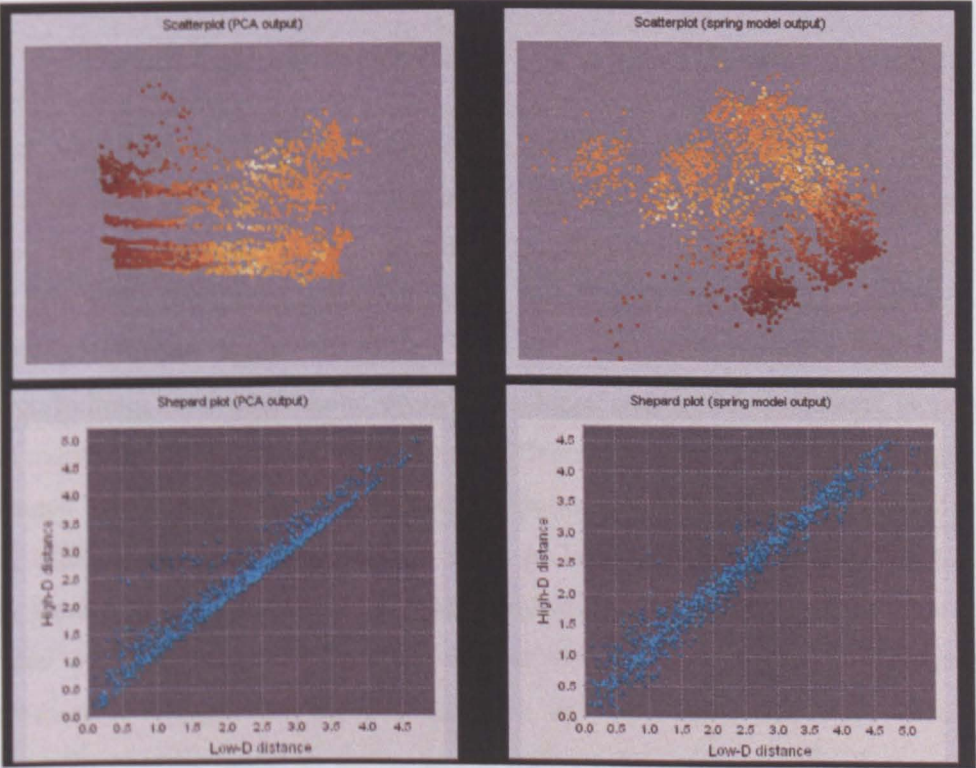 Scatterplot (PCA output)
Scatterplot (spring model output)
Shepard plot (PCA output)
5.0
4.5
4.0
3.5
3.0
2.5
2.0
1.5
1.0
0.5
0.0
High-D distance
0.0 0.5 1.0 1.5 2.0 2.5 3.0 3.5 4.0 4.5
Low-D distance
Shepard plot (spring model output)
4.5
4.0
3.5
3.0
2.5
2.0
1.5
1.0
0.5
0.0
High-D distance
0.0 0.5 1.0 1.5 2.0 2.5 3.0 3.5 4.0 4.5 5.0
Low-D distance